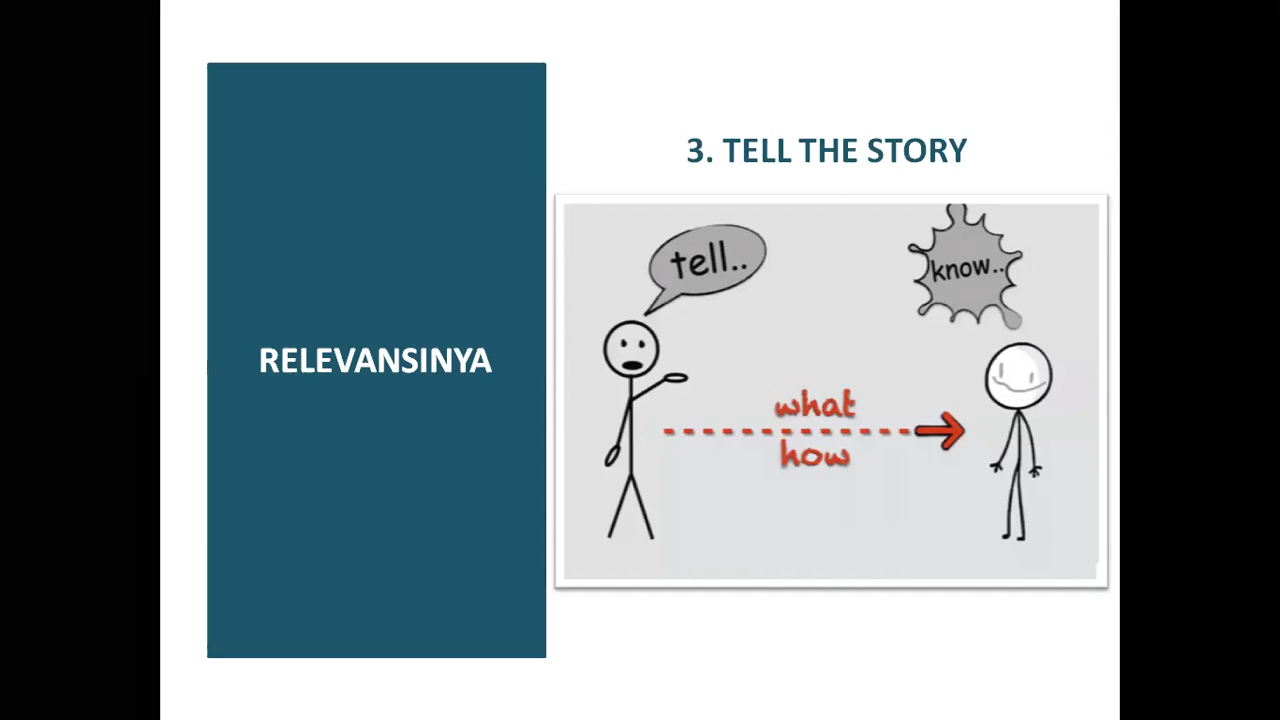 RELEVANSINYA
3. TELL THE STORY
tell..
know..
what
how